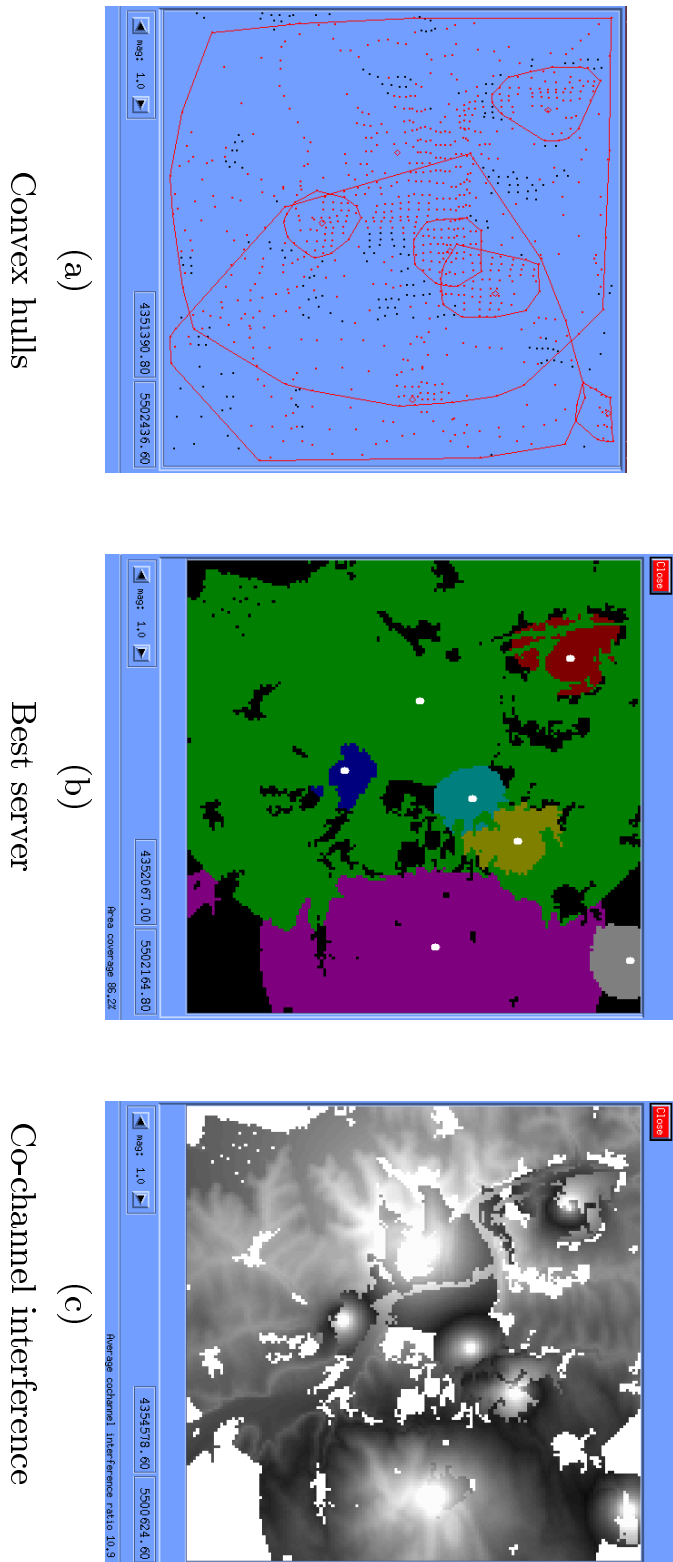 mag: 1.0
4351390.80 5502436.60
(a)
Convex hulls
Close
mag: 1.0
4352067.00 5502164.80
Area coverage 86.2%
(b)
Best server
Close
mag: 1.0
4354578.60 5500624.60
Average cochannel interference ratio 10.9
(c)
Co-channel interference